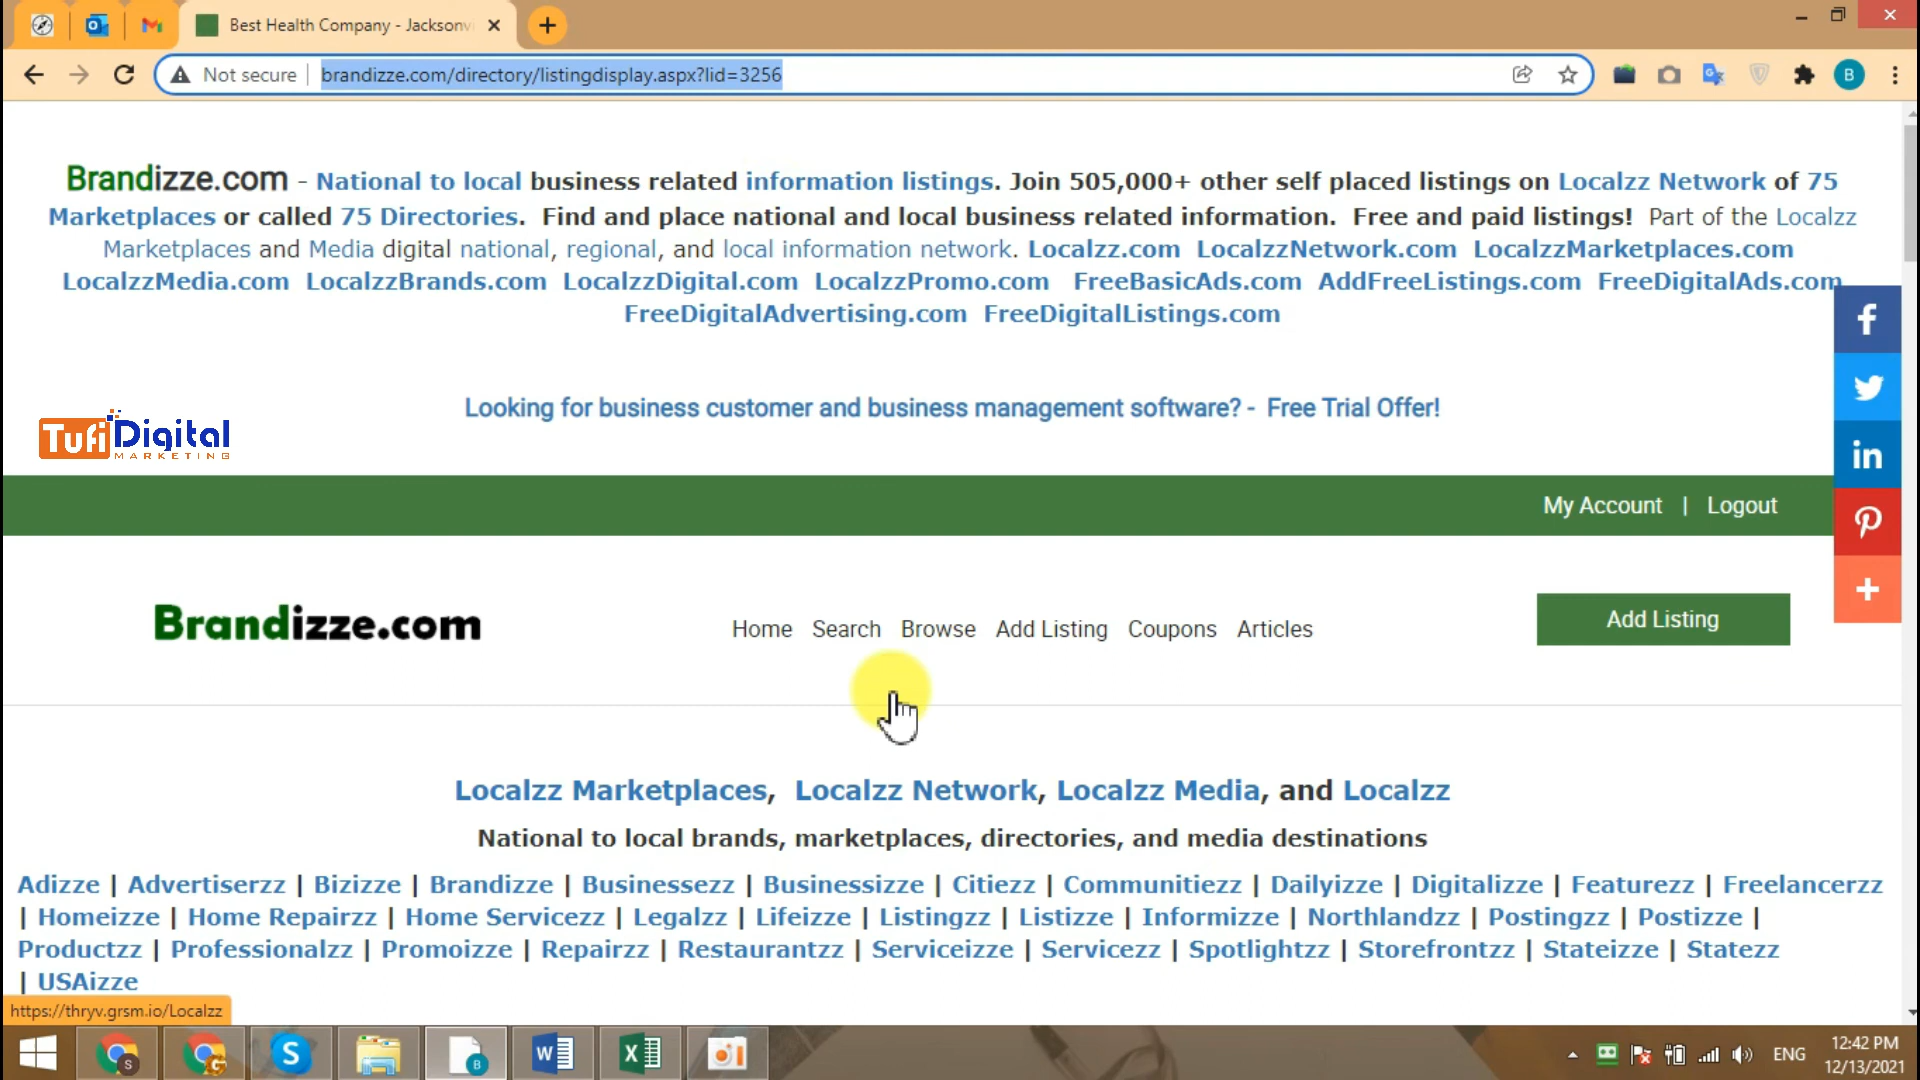 Best Health Company - Jacksonv
Not secure
brandizze.com/directory/listingdisplay.aspx?lid=3256
B
Brandizze.com - National to local business related information listings. Join 505,000+ other self placed listings on Localzz Network of 75
Marketplaces or called 75 Directories. Find and place national and local business related information. Free and paid listings! Part of the Localzz
Marketplaces and Media digital national, regional, and local information network. Localzz.com LocalzzNetwork.com LocalzzMarketplaces.com
LocalzzMedia.com LocalzzBrands.com LocalzzDigital.com LocalzzPromo.com FreeBasicAds.com AddFreeListings.com FreeDigitalAds.com
FreeDigitalAdvertising.com FreeDigitalListings.com
Looking for business customer and business management software? - Free Trial Offer!
Tufi Digital
MARKETING
My Account | Logout
Brandizze.com
Home Search Browse Add Listing Coupons Articles
Add Listing
Localzz Marketplaces, Localzz Network, Localzz Media, and Localzz
National to local brands, marketplaces, directories, and media destinations
Adizze | Advertiserzz | Bizizze | Brandizze | Businessezz | Businessizze | Citiezz | Communitiezz | Dailyizze | Digitalizze | Featurezz | Freelancerzz
| Homeizze | Home Repairzz | Home Servicezz | Legalzz | Lifeizze | Listingzz | Listizze | Informizze | Northlandzz | Postingzz | Postizze |
Productzz | Professionalzz | Promoizze | Repairzz | Restaurantzz | Serviceizze | Servicezz | Spotlightzz | Storefrontzz | Stateizze | Statezz
| USAizze
https://thryv.grsm.io/Localzz
ENG
12:42 PM
12/13/2021